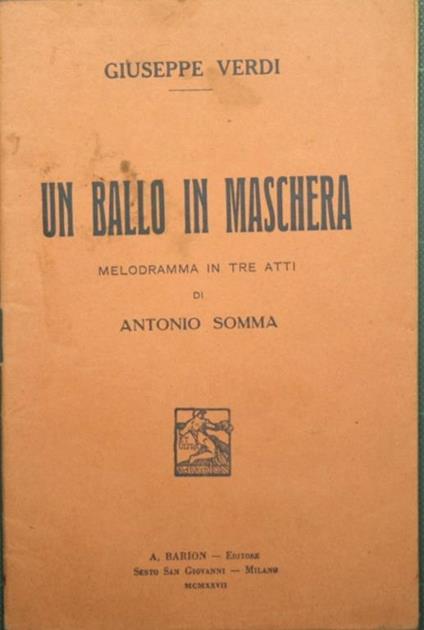 GIUSEPPE VERDI
UN BALLO IN MASCHERA
MELODRAMMA IN TRE ATTI
DI
ANTONIO SOMMA
A. BARION — EDITORE
SESTO SAN GIOVANNI — MILANO
MCMXXVII